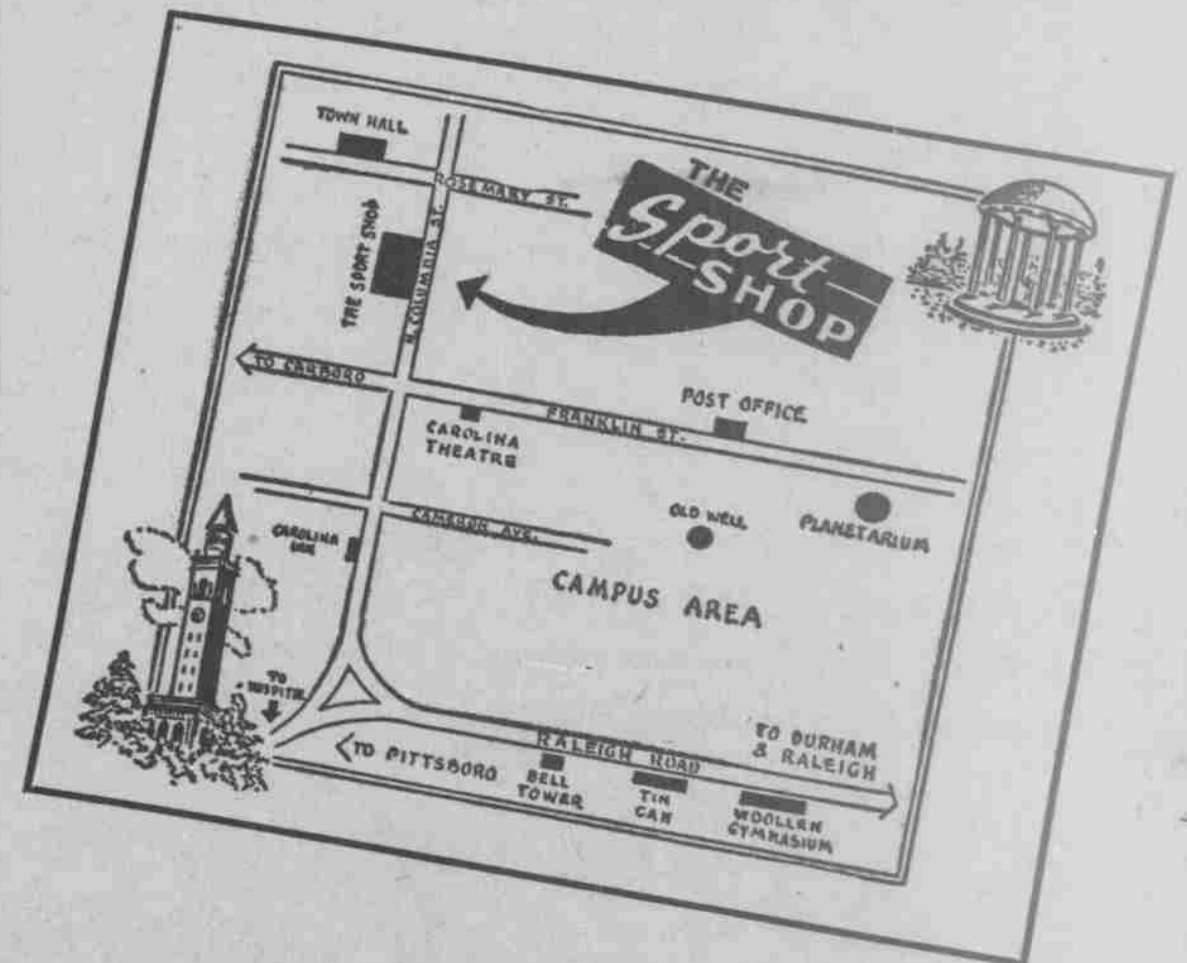 TOWN HALL
ROSEMARY ST.
THE SPORT SHOP
N. COLUMBIA ST.
THE
Sport
SHOP
TO CARBORO
FRANKLIN ST.
POST OFFICE
CAROLINA
THEATRE
CAROLINA
INN
CAMERON AVE.
OLD WELL
PLANETARIUM
CAMPUS AREA
TO
HOSPITAL
TO PITTSBORO
RALEIGH ROAD
TO DURHAM
& RALEIGH
BELL
TOWER
TIN
CAN
WOOLLEN
GYMNASIUM